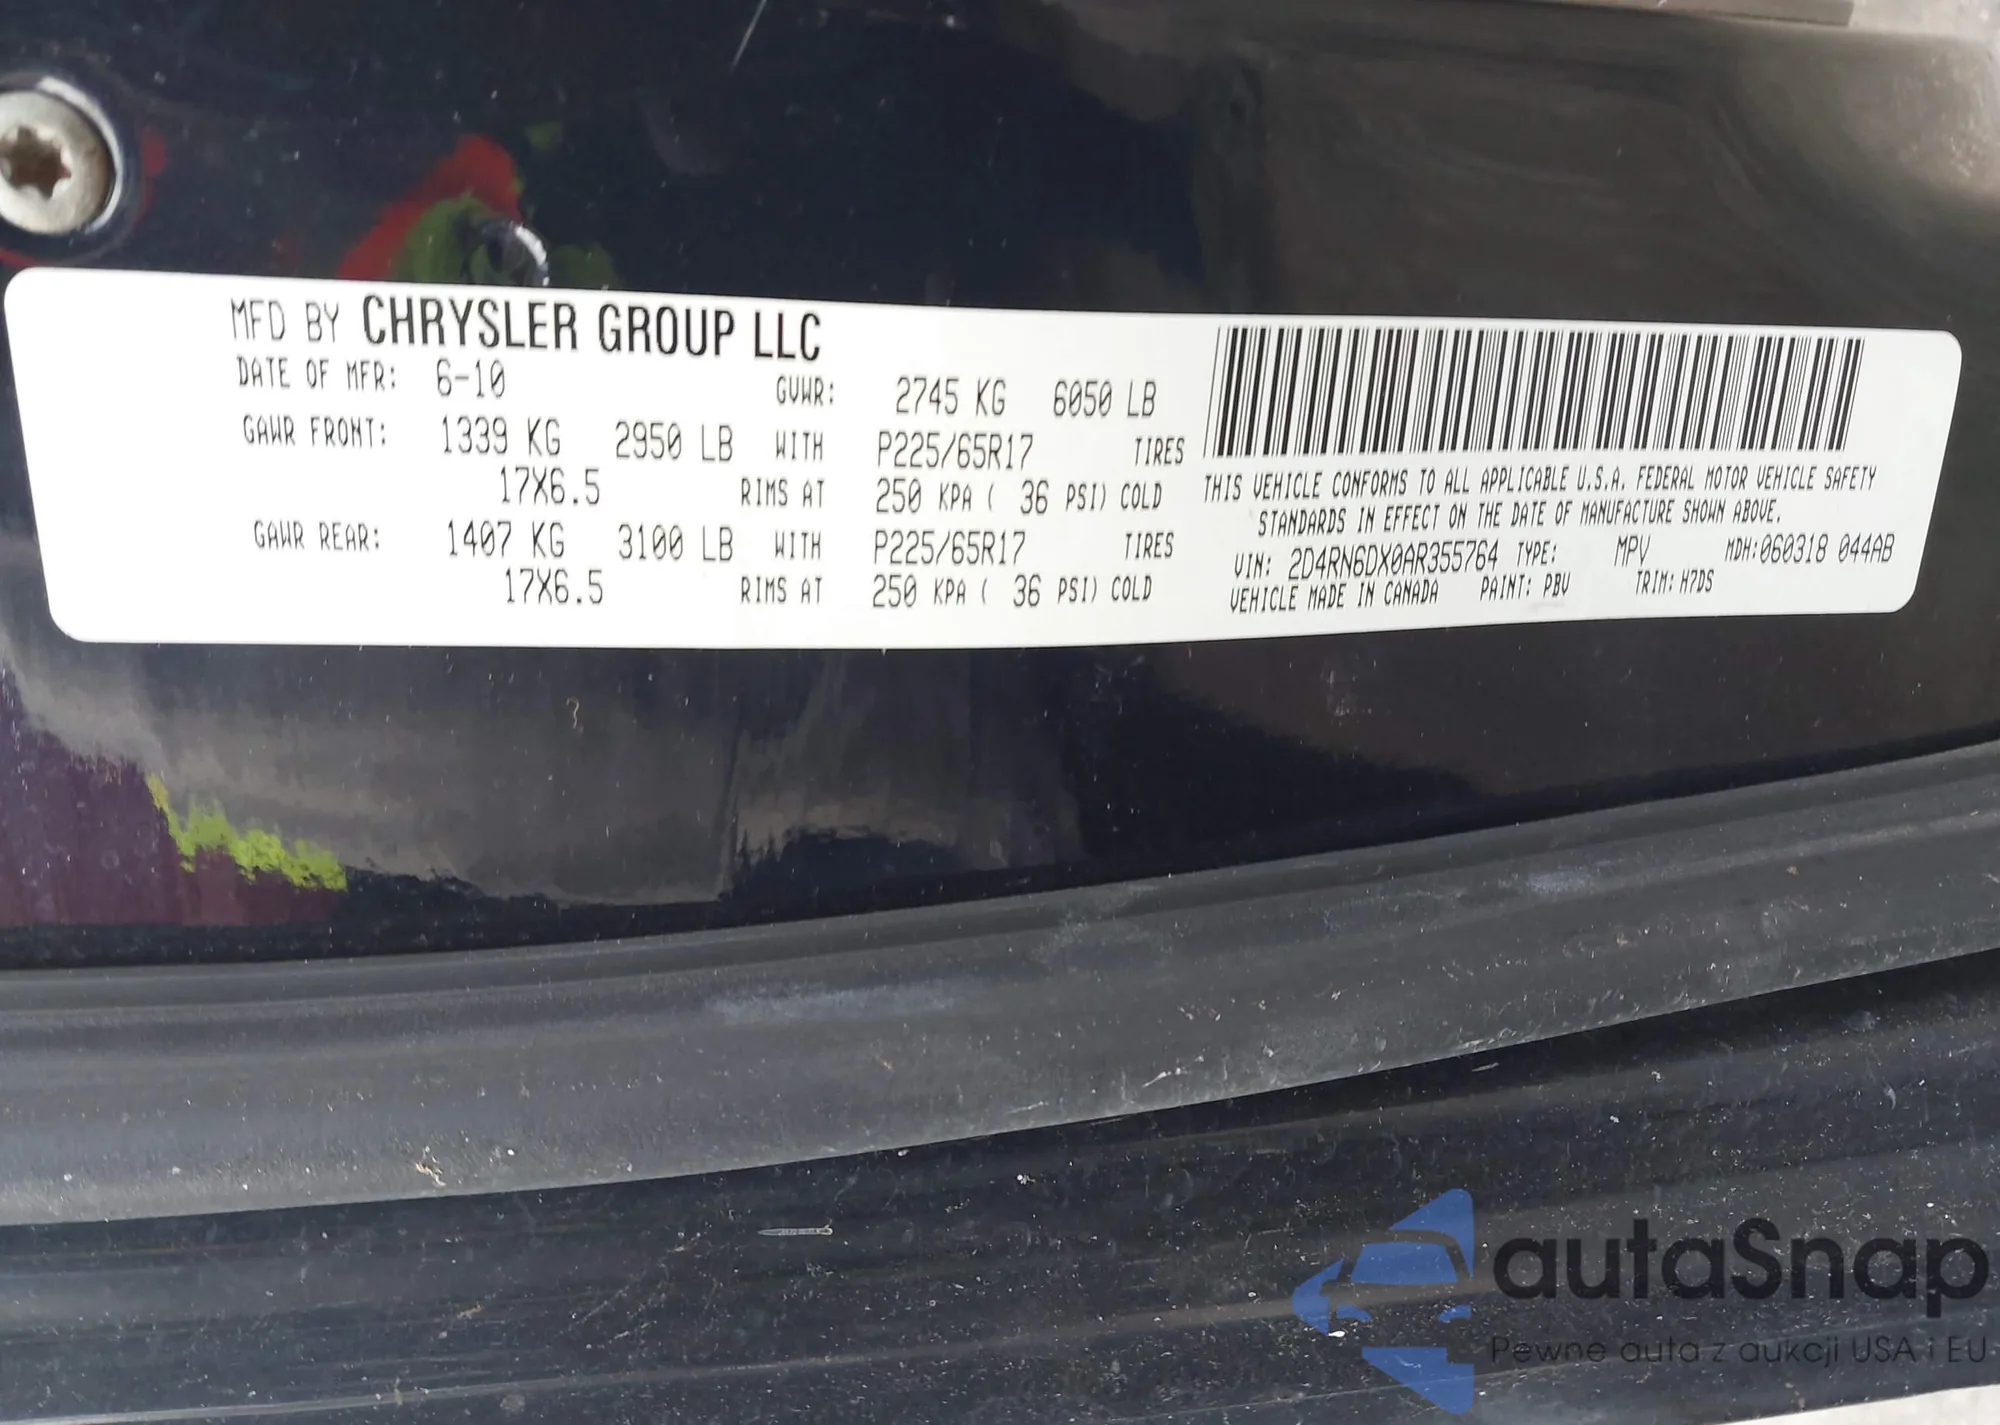 MFD BY CHRYSLER GROUP LLC
DATE OF MFR: 6-10 GVWR: 2745 KG 6050 LB
GAWR FRONT: 1339 KG 2950 LB WITH P225/65R17 TIRES
17X6.5 RIMS AT 250 KPA ( 36 PSI) COLD
GAWR REAR: 1407 KG 3100 LB WITH P225/65R17 TIRES
17X6.5 RIMS AT 250 KPA ( 36 PSI) COLD
THIS VEHICLE CONFORMS TO ALL APPLICABLE U.S.A. FEDERAL MOTOR VEHICLE SAFETY
STANDARDS IN EFFECT ON THE DATE OF MANUFACTURE SHOWN ABOVE.
VIN: 2D4RN6DX0AR355764 TYPE: MPV MDH:060318 044AB
VEHICLE MADE IN CANADA PAINT: PBV TRIM: H7DS
autaSnap
Pewne auta z aukcji USA i EU